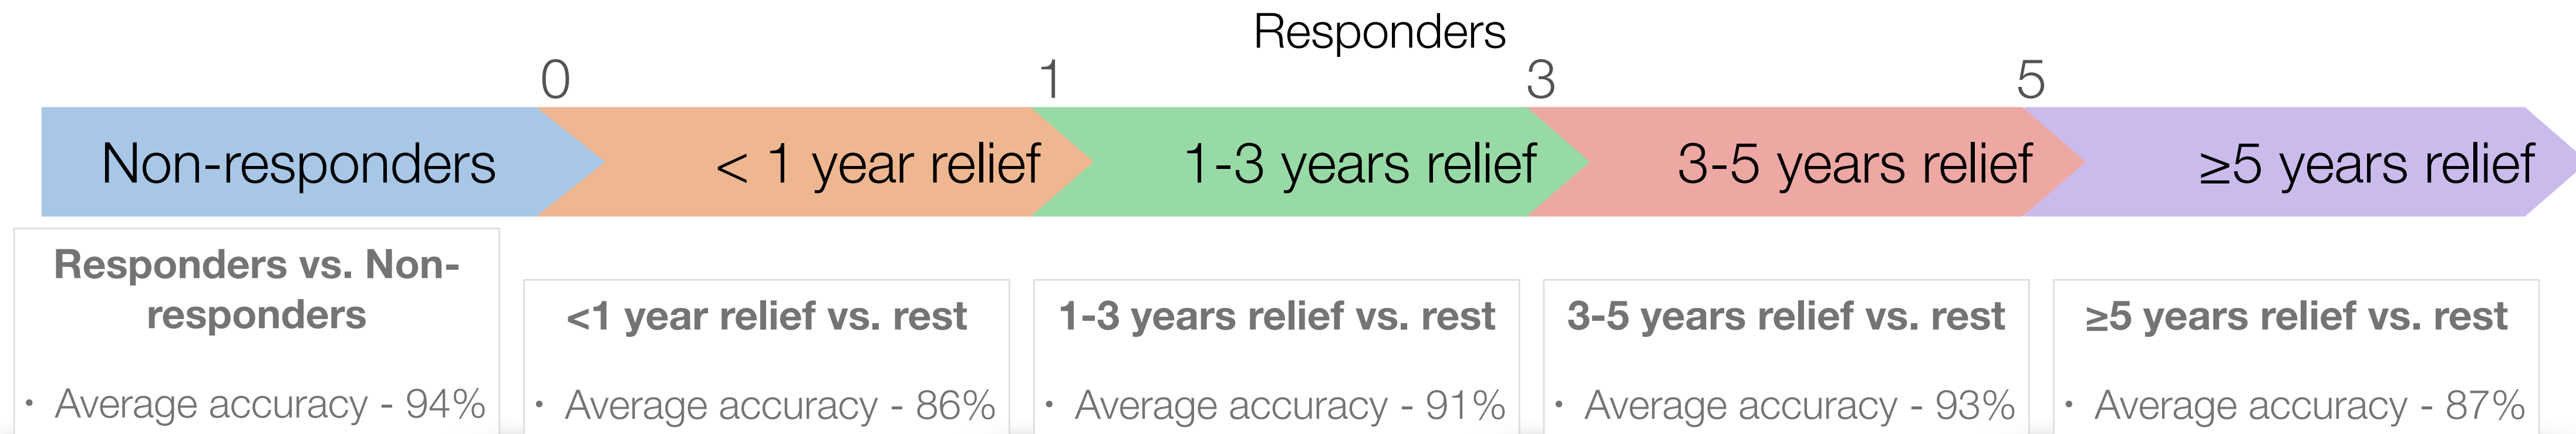 Responders
0 1 3 5
Non-responders < 1 year relief 1-3 years relief 3-5 years relief ≥5 years relief
Responders vs. Non-
responders
• Average accuracy - 94%
<1 year relief vs. rest
• Average accuracy - 86%
1-3 years relief vs. rest
• Average accuracy - 91%
3-5 years relief vs. rest
• Average accuracy - 93%
≥5 years relief vs. rest
• Average accuracy - 87%